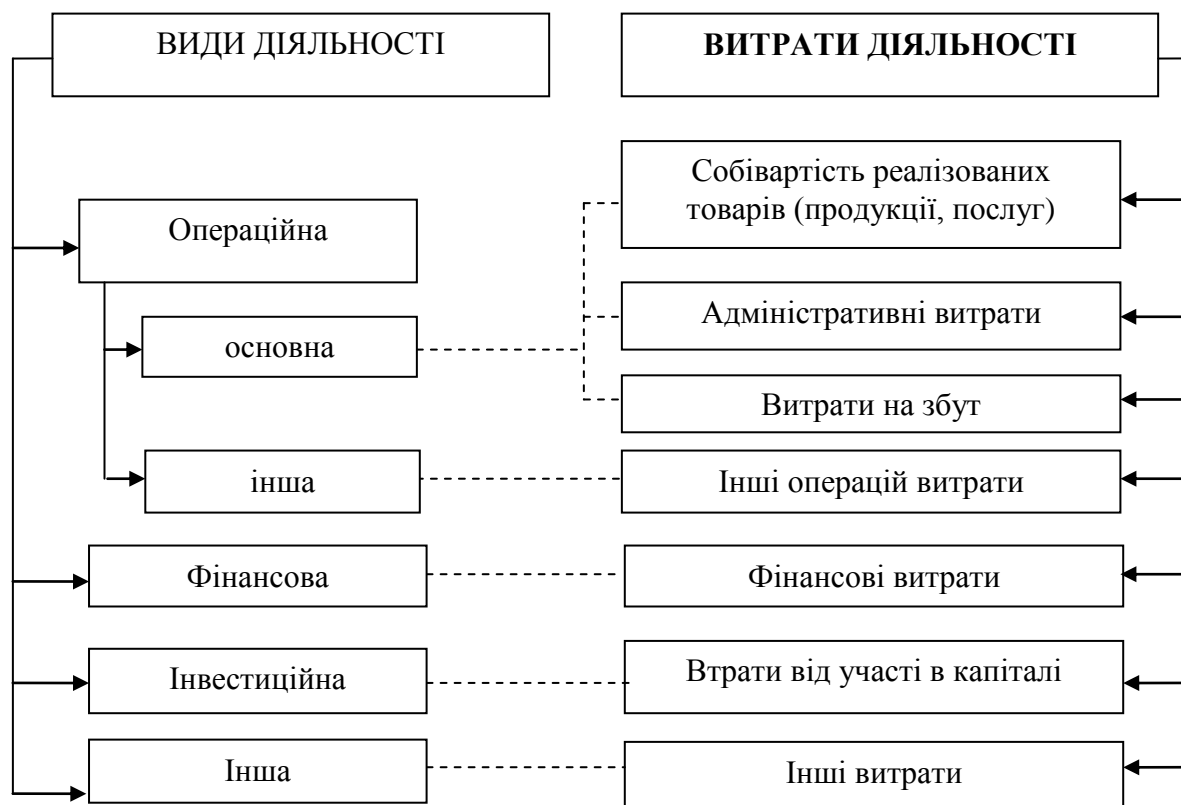 ВИДИ ДІЯЛЬНОСТІ
ВИТРАТИ ДІЯЛЬНОСТІ
Собівартість реалізованих
товарів (продукції, послуг)
Операційна
Адміністративні витрати
основна
Витрати на збут
інша
Інші операцій витрати
Фінансова
Фінансові витрати
Інвестиційна
Втрати від участі в капіталі
Інша
Інші витрати